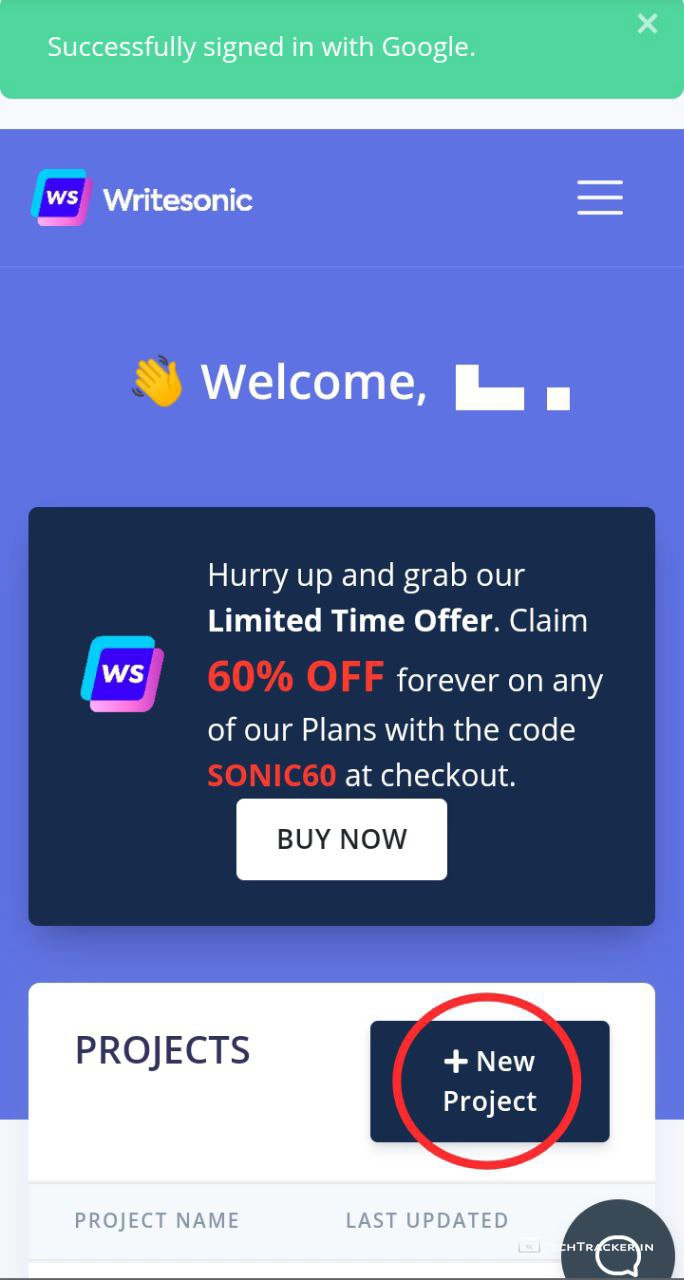 Successfully signed in with Google.
WS Writesonic
👋 Welcome,
Hurry up and grab our
Limited Time Offer. Claim
WS
60% OFF forever on any
of our Plans with the code
SONIC60 at checkout.
BUY NOW
PROJECTS
+ New
Project
PROJECT NAME LAST UPDATED
TECHTRACKER.IN